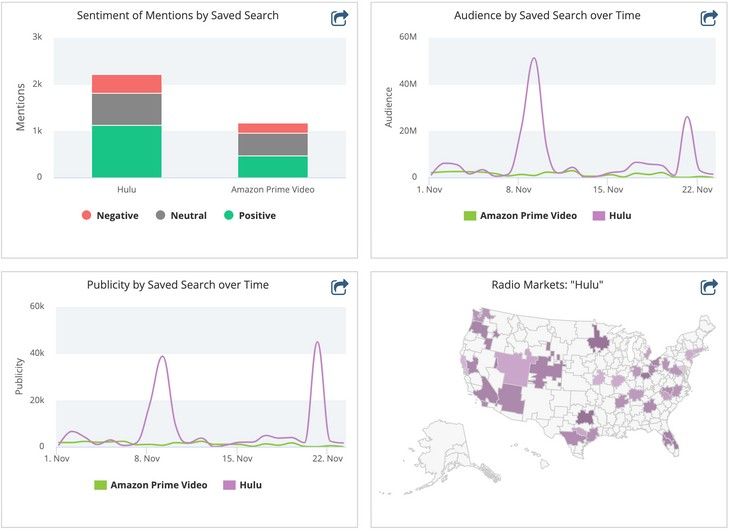 Sentiment of Mentions by Saved Search
3k
2k
1k
0
Mentions
Hulu
Amazon Prime Video
Negative
Neutral
Positive
Audience by Saved Search over Time
60M
40M
20M
0
Audience
1. Nov
8. Nov
15. Nov
22. Nov
Amazon Prime Video
Hulu
Publicity by Saved Search over Time
60k
40k
20k
0
Publicity
1. Nov
8. Nov
15. Nov
22. Nov
Amazon Prime Video
Hulu
Radio Markets: "Hulu"